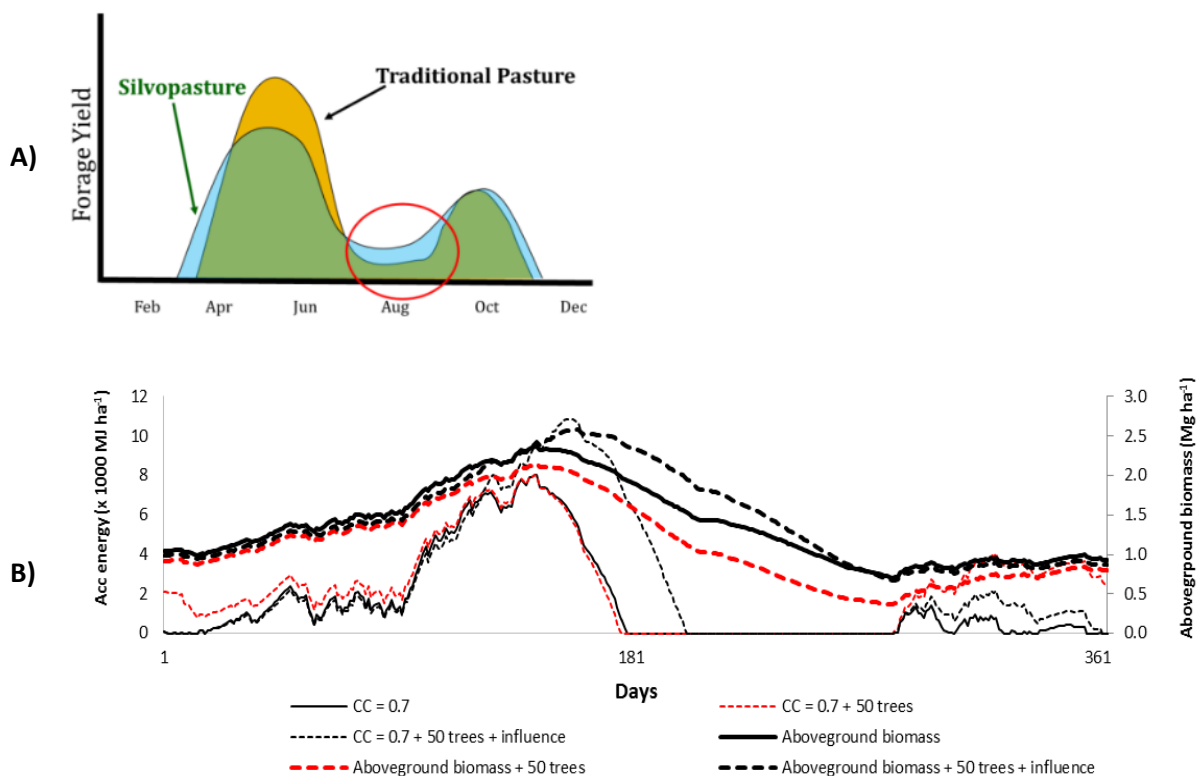 A)
Forage Yield
Silvopasture
Traditional Pasture
Feb Apr Jun Aug Oct Dec
B)
Acc energy (x 1000 MJ ha-1)
12
10
8
6
4
2
0
3.0
2.5
2.0
1.5
1.0
0.5
0.0
Abovegrpound biomass (Mg ha-1)
1 181 361
Days
CC = 0.7
CC = 0.7 + 50 trees
CC = 0.7 + 50 trees + influence
Aboveground biomass
Aboveground biomass + 50 trees
Aboveground biomass + 50 trees + influence